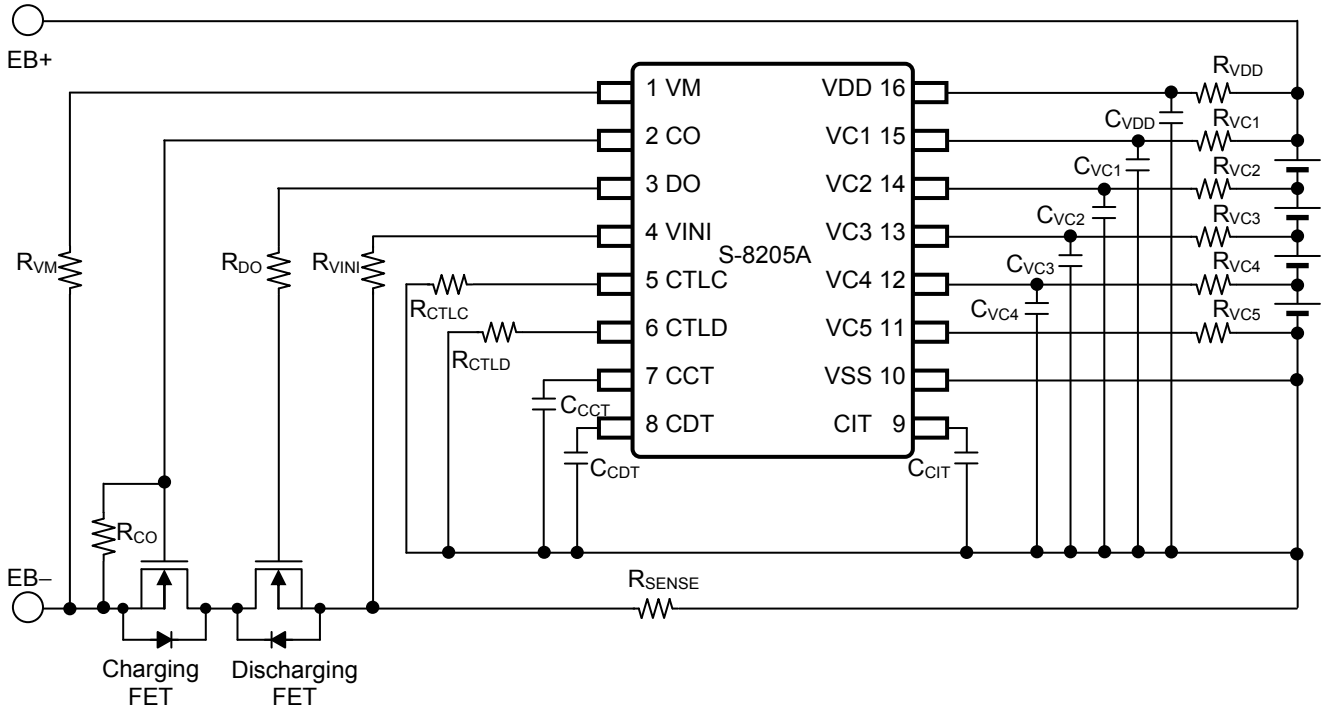 EB+
1 VM
2 CO
3 DO
4 VINI
5 CTLC
6 CTLD
7 CCT
8 CDT
S-8205A
VDD 16
VC1 15
VC2 14
VC3 13
VC4 12
VC5 11
VSS 10
CIT 9
RVDD
RVC1
RVC2
RVC3
RVC4
RVC5
CVDD
CVC1
CVC2
CVC3
CVC4
RVM
RDO
RVINI
RCTLC
RCTLD
CCCT
CCDT
CCIT
RCO
EB−
RSENSE
Charging
FET
Discharging
FET